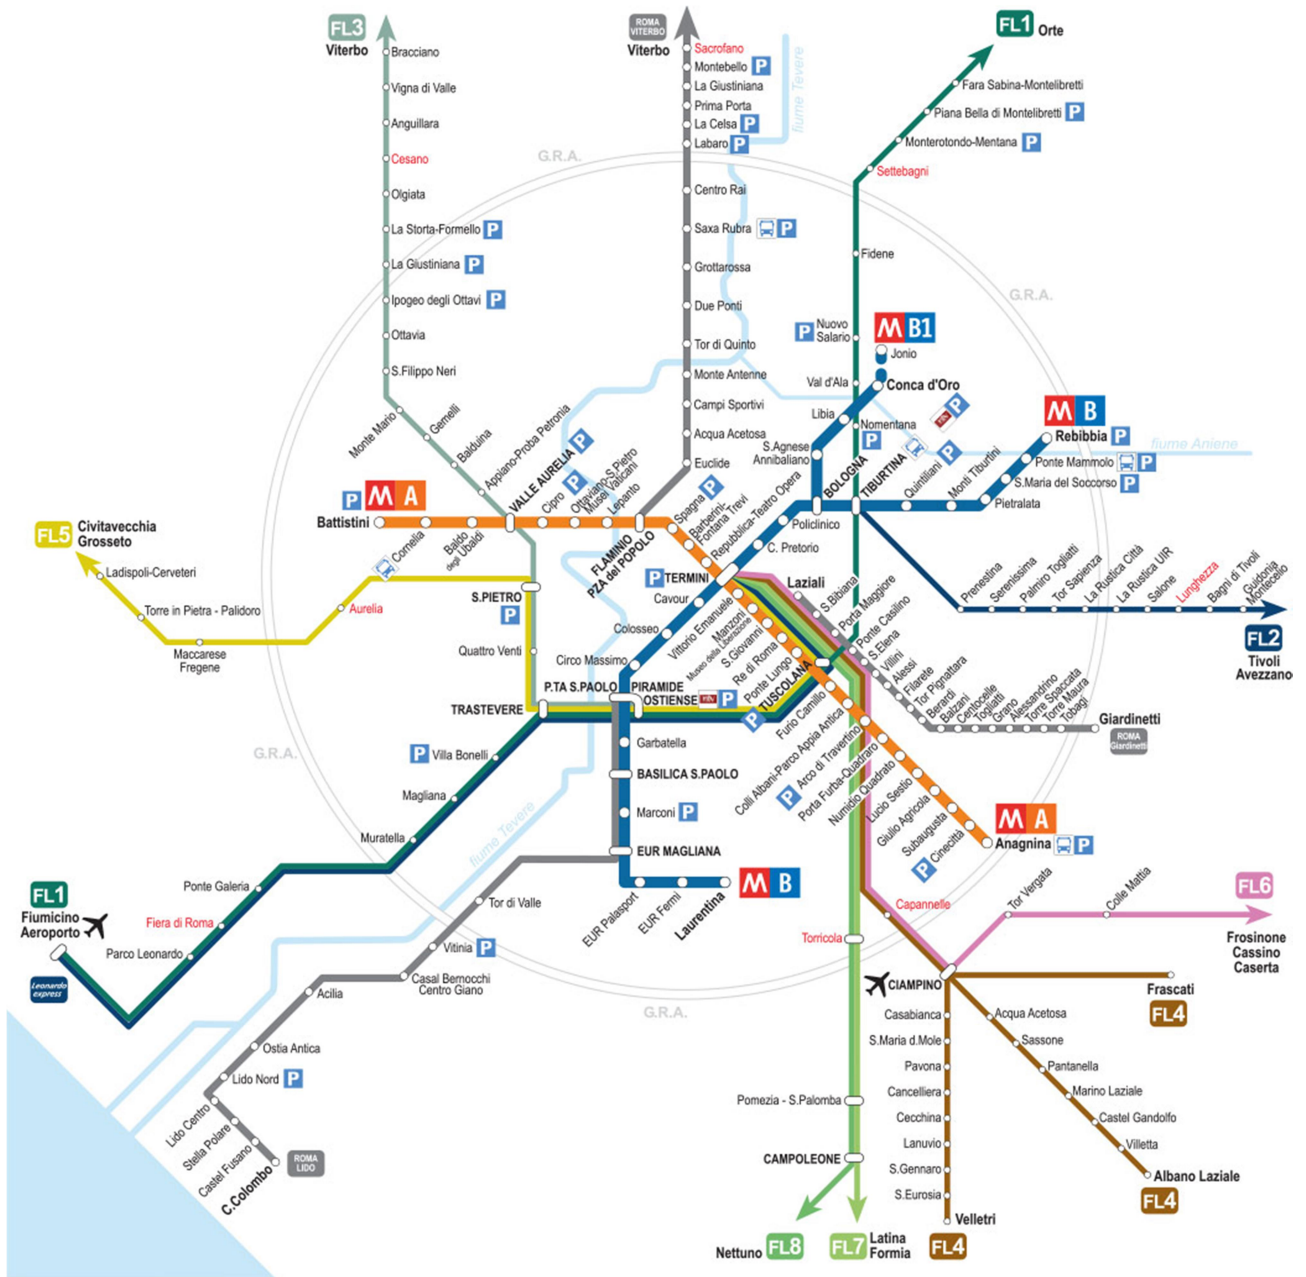 FL3
Viterbo
Bracciano
Vigna di Valle
Anguillara
Cesano
Olgiata
La Storta-Formello P
La Giustiniana P
Ipogeo degli Ottavi P
Ottavia
S.Filippo Neri
Monte Mario
Gemelli
Balduina
Appiano-Proba Petronia
VALLE AURELIA P
ROMA
VITERBO
Viterbo
Sacrofano
Montebello P
La Giustiniana
Prima Porta
La Celsa P
Labaro P
Centro Rai
Saxa Rubra P
Grottarossa
Due Ponti
Tor di Quinto
Monte Antenne
Campi Sportivi
Acqua Acetosa
Euclide
fiume Tevere
G.R.A.
FL1 Orte
Fara Sabina-Montelibretti
Piana Bella di Montelibretti P
Monterotondo-Mentana P
Settebagni
Fidene
G.R.A.
P Nuovo
Salario
Val d'Ala
Nomentana
P
M B1
Jonio
Conca d'Oro
Libia
S.Agnese
Annibaliano
BOLOGNA
TIBURTINA
P
Quintiliani P
Monti Tiburtini
Pietralata
S.Maria del Soccorso P
Ponte Mammolo P
Rebibbia P
M B
fiume Aniene
P M A
Battistini
Cornelia
Baldo
degli Ubaldi
Cipro P
Ottaviano-S.Pietro
Musei Vaticani
Lepanto
FLAMINIO
PZA del POPOLO
Spagna P
Barberini-
Fontana Trevi
Repubblica-Teatro Opera
Policlinico
C. Pretorio
P TERMINI
Cavour
Colosseo
Circo Massimo
Vittorio Emanuele
Manzoni
Museo della Liberazione
S.Giovanni
Re di Roma
Ponte Lungo
P TUSCOLANA
Furio Camillo
Colli Albani-Parco Appia Antica
P Arco di Travertino
Porta Furba-Quadraro
Numidio Quadrato
Lucio Sestio
Giulio Agricola
Subaugusta
P Cinecittà
Anagnina P
M A
Laziali
S.Bibiana
Porta Maggiore
Ponte Casilino
S.Elena
Villini
Alessi
Filarete
Tor Pignattara
Berardi
Balzani
Centocelle
Togliatti
Grano
Alessandrino
Torre Spaccata
Torre Maura
Tobagi
Giardinetti
ROMA
Giardinetti
Prenestina
Serenissima
Palmiro Togliatti
Tor Sapienza
La Rustica Città
La Rustica UIR
Salone
Lunghezza
Bagni di Tivoli
Guidonia
Montecelio
FL2
Tivoli
Avezzano
FL5
Civitavecchia
Grosseto
Ladispoli-Cerveteri
Torre in Pietra - Palidoro
Maccarese
Fregene
Aurelia
S.PIETRO
P
Quattro Venti
TRASTEVERE
P.TA S.PAOLO
PIRAMIDE
OSTIENSE P
Garbatella
BASILICA S.PAOLO
Marconi P
EUR MAGLIANA
EUR Palasport
EUR Fermi
Laurentina
M B
G.R.A.
P Villa Bonelli
Magliana
Muratella
Ponte Galeria
Fiera di Roma
Parco Leonardo
FL1
Fiumicino
Aeroporto
Leonardo
express
fiume Tevere
Tor di Valle
Vitinia P
Casal Bernocchi
Centro Giano
Acilia
Ostia Antica
Lido Nord P
Lido Centro
Stella Polare
Castel Fusano
C.Colombo
ROMA
LIDO
G.R.A.
Capannelle
Torricola
Tor Vergata
Colle Mattia
FL6
Frosinone
Cassino
Caserta
CIAMPINO
Frascati
FL4
Casabianca
S.Maria d.Mole
Pavona
Cancelliera
Cecchina
Lanuvio
S.Gennaro
S.Eurosia
Velletri
FL4
Acqua Acetosa
Sassone
Pantanella
Marino Laziale
Castel Gandolfo
Villetta
Albano Laziale
FL4
Pomezia - S.Palomba
CAMPOLEONE
Nettuno FL8
FL7 Latina
Formia